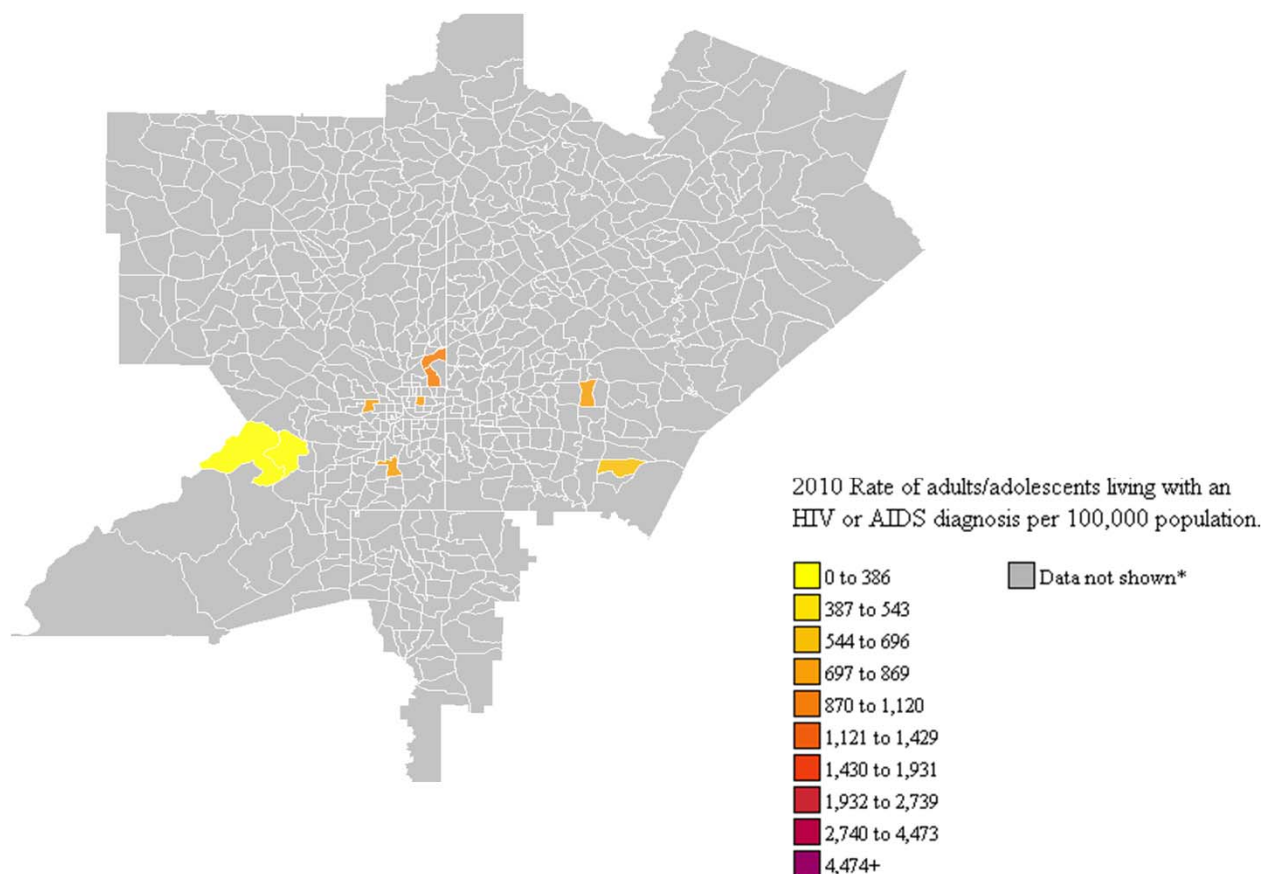 2010 Rate of adults/adolescents living with an
HIV or AIDS diagnosis per 100,000 population.
0 to 386
387 to 543
544 to 696
697 to 869
870 to 1,120
1,121 to 1,429
1,430 to 1,931
1,932 to 2,739
2,740 to 4,473
4,474+
Data not shown*